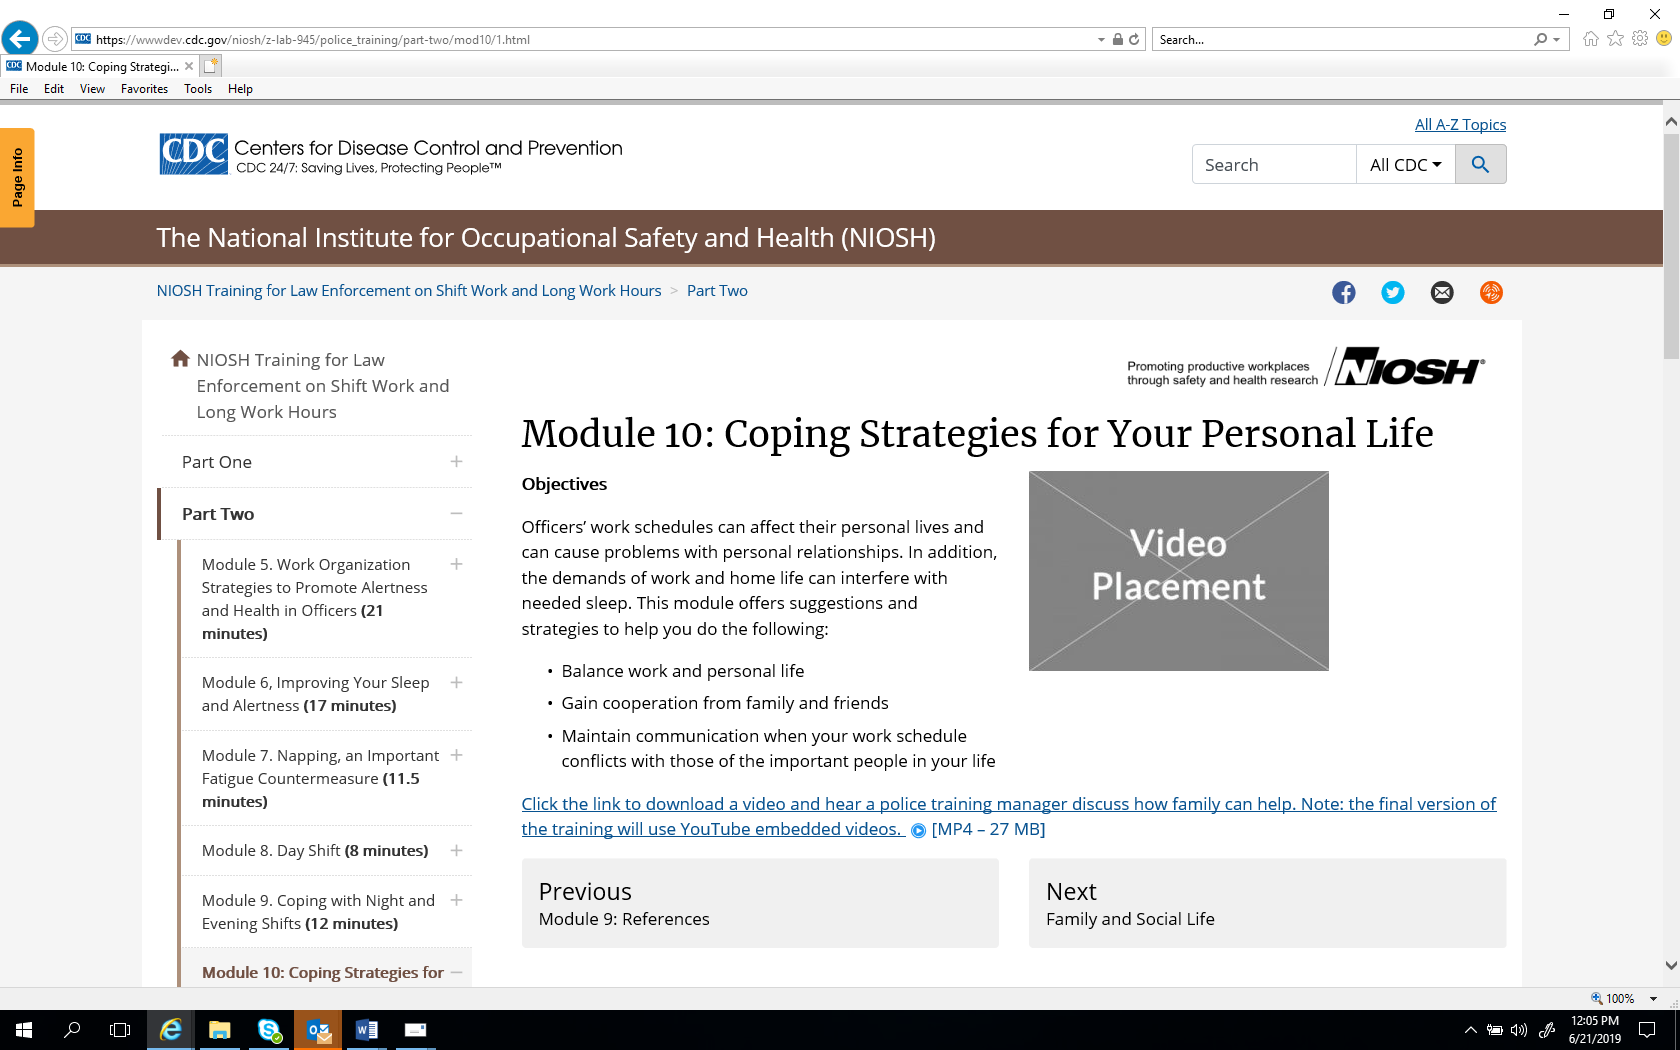 https://wwwdev.cdc.gov/niosh/z-lab-945/police_training/part-two/mod10/1.html
Search...
Module 10: Coping Strategi...
File Edit View Favorites Tools Help
Page Info
All A-Z Topics
CDC Centers for Disease Control and Prevention
CDC 24/7: Saving Lives, Protecting People™
Search
All CDC
The National Institute for Occupational Safety and Health (NIOSH)
NIOSH Training for Law Enforcement on Shift Work and Long Work Hours > Part Two
NIOSH Training for Law
Enforcement on Shift Work and
Long Work Hours
Part One
Part Two
Module 5. Work Organization
Strategies to Promote Alertness
and Health in Officers (21
minutes)
Module 6, Improving Your Sleep
and Alertness (17 minutes)
Module 7. Napping, an Important
Fatigue Countermeasure (11.5
minutes)
Module 8. Day Shift (8 minutes)
Module 9. Coping with Night and
Evening Shifts (12 minutes)
Module 10: Coping Strategies for
Promoting productive workplaces
through safety and health research
NIOSH®
Module 10: Coping Strategies for Your Personal Life
Objectives
Officers’ work schedules can affect their personal lives and
can cause problems with personal relationships. In addition,
the demands of work and home life can interfere with
needed sleep. This module offers suggestions and
strategies to help you do the following:
• Balance work and personal life
• Gain cooperation from family and friends
• Maintain communication when your work schedule
conflicts with those of the important people in your life
Video
Placement
Click the link to download a video and hear a police training manager discuss how family can help. Note: the final version of
the training will use YouTube embedded videos. [MP4 – 27 MB]
Previous
Module 9: References
Next
Family and Social Life
100%
12:05 PM
6/21/2019